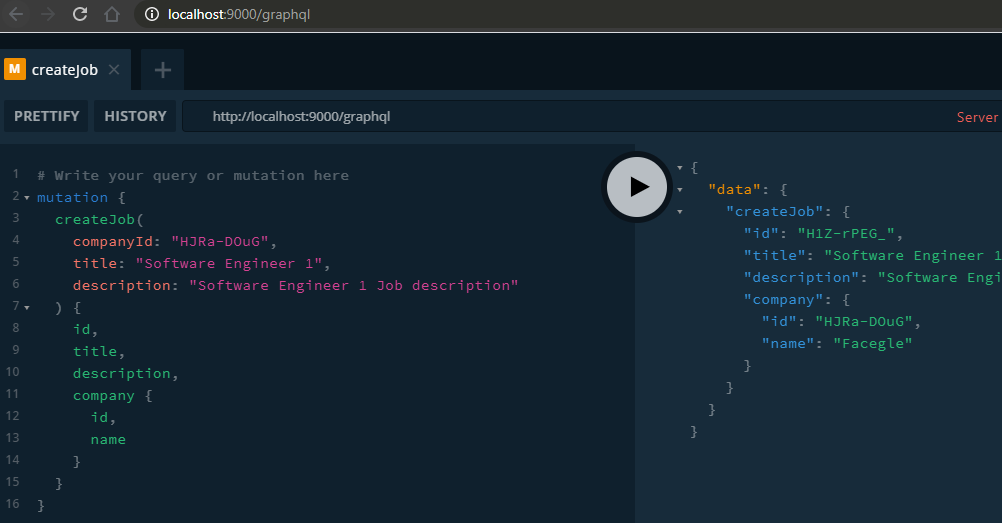 localhost:9000/graphql
M createJob
PRETTIFY HISTORY http://localhost:9000/graphql Server
1 # Write your query or mutation here
2 mutation {
3 createJob(
4 companyId: "HJRa-DOuG",
5 title: "Software Engineer 1",
6 description: "Software Engineer 1 Job description"
7 ) {
8 id,
9 title,
10 description,
11 company {
12 id,
13 name
14 }
15 }
16 }
{
"data": {
"createJob": {
"id": "H1Z-rPEG_",
"title": "Software Engineer 1
"description": "Software Engi
"company": {
"id": "HJRa-DOuG",
"name": "Facegle"
}
}
}
}